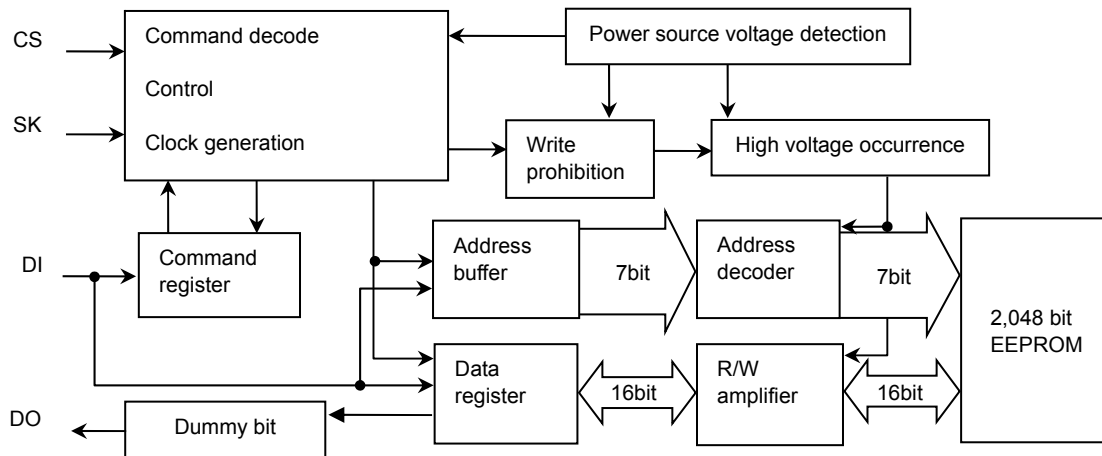 CS
Command decode
Power source voltage detection
Control
SK
Clock generation
Write
prohibition
High voltage occurrence
DI
Command
register
Address
buffer
7bit
Address
decoder
7bit
2,048 bit
EEPROM
Data
register
16bit
R/W
amplifier
16bit
DO
Dummy bit